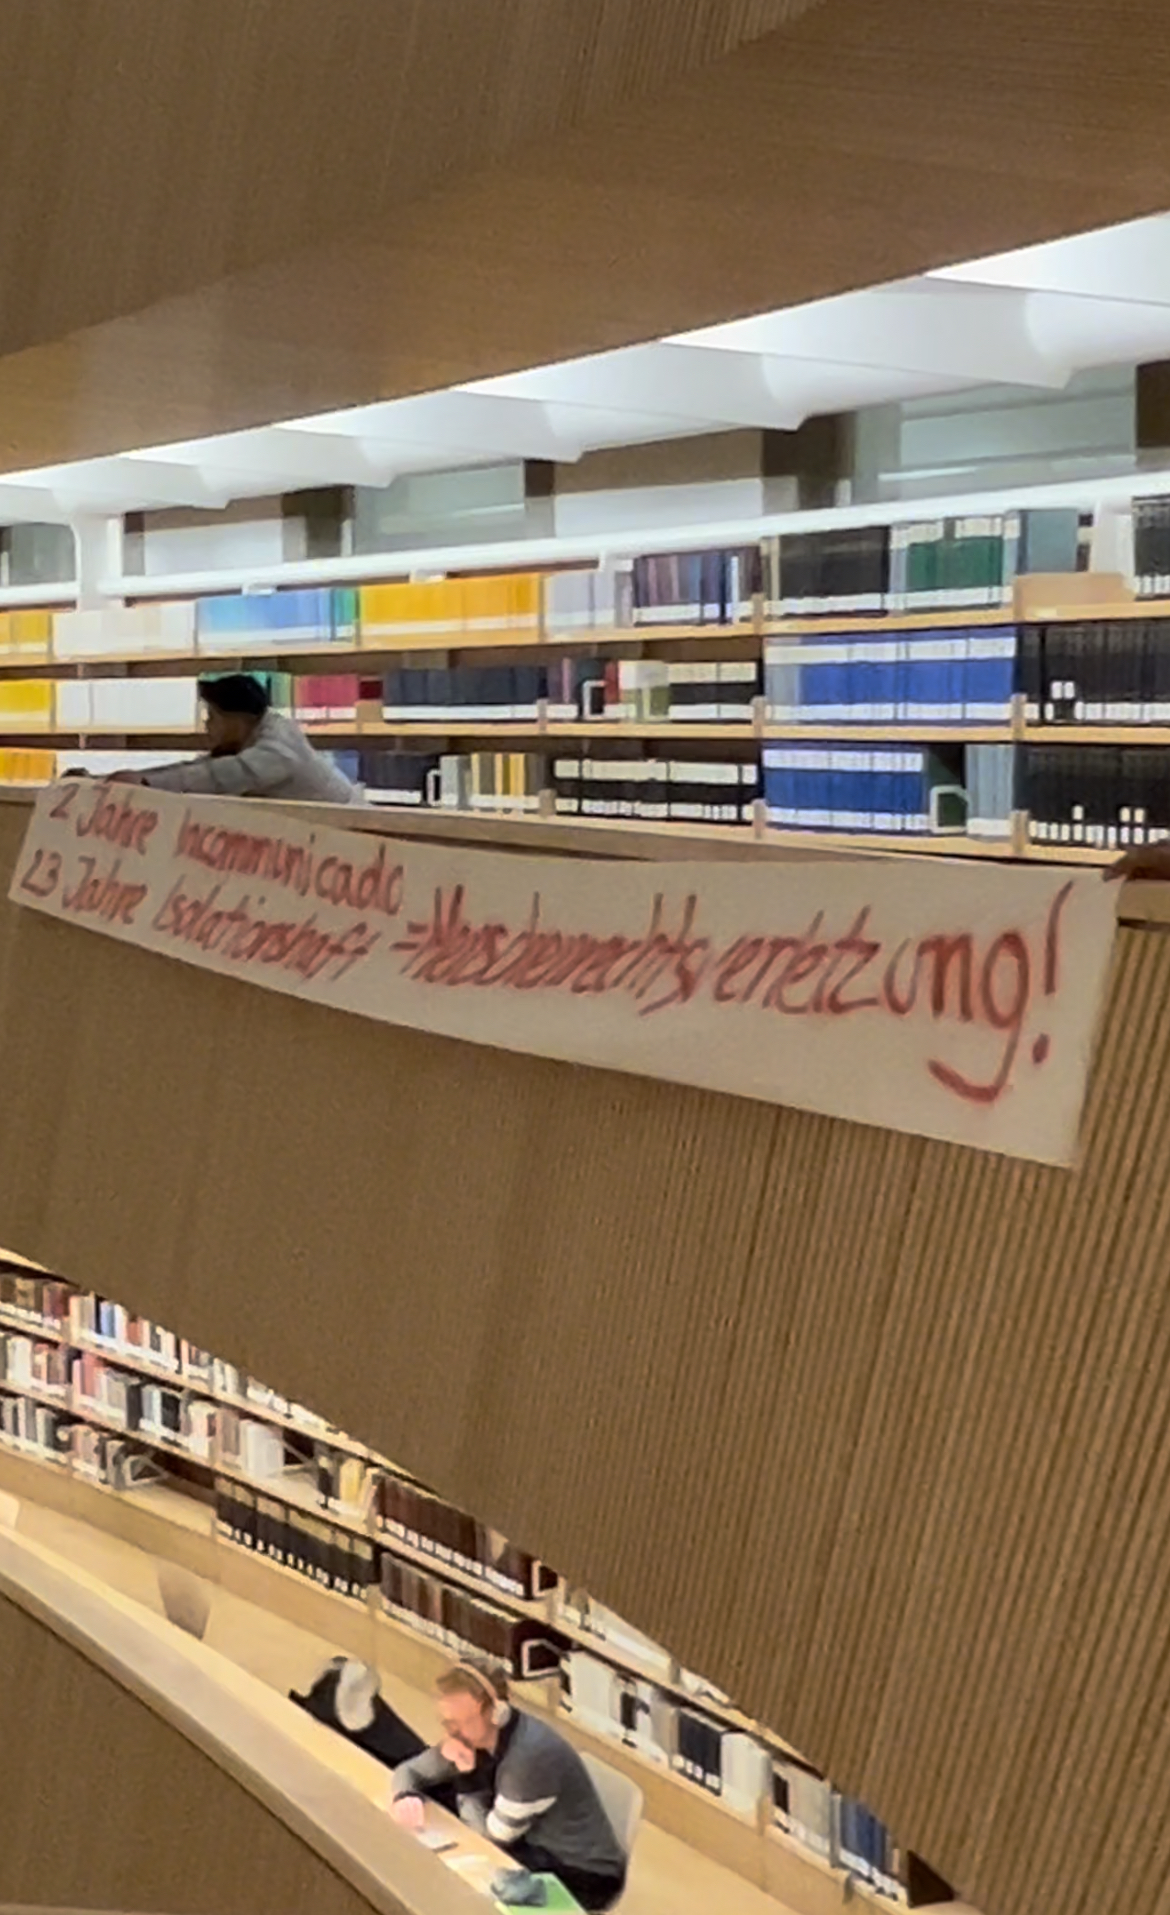 2 Jahre Incommunicado
23 Jahre Isolationshaft =Menschenrechtsverletzung!